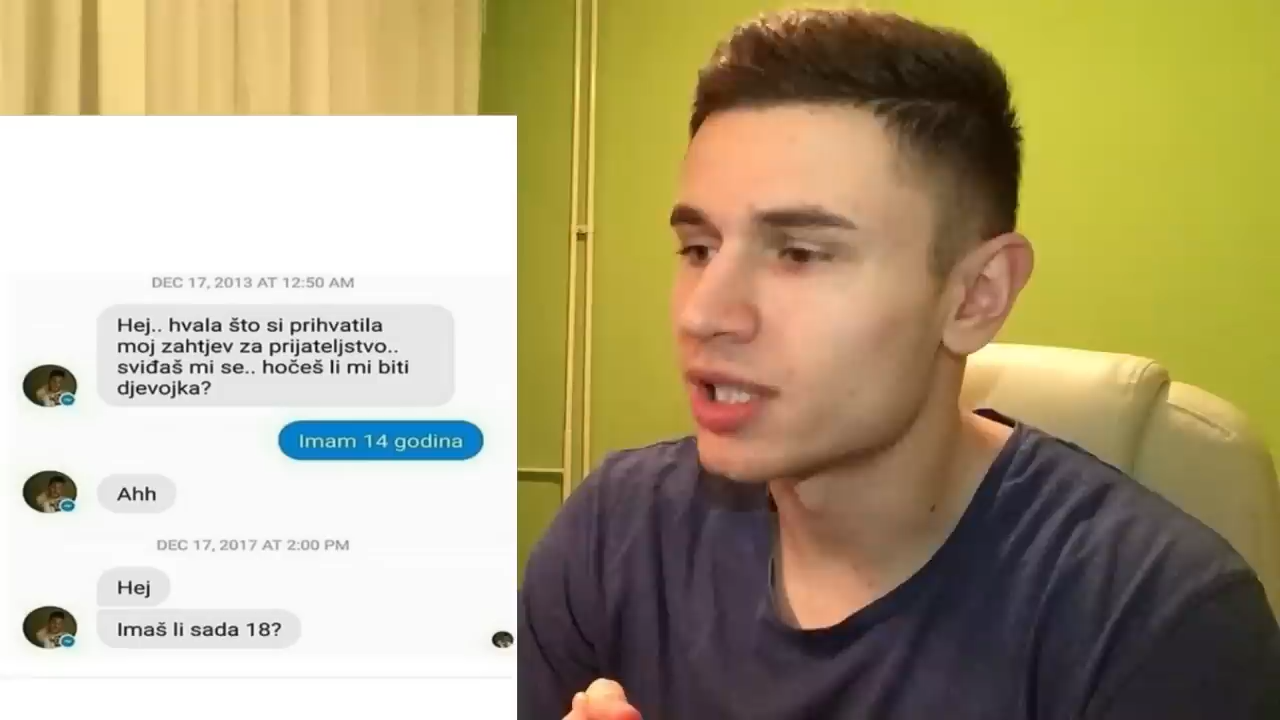 DEC 17, 2013 AT 12:50 AM
Hej.. hvala što si prihvatila
moj zahtjev za prijateljstvo..
sviđaš mi se.. hočeš li mi biti
djevojka?
Imam 14 godina
Ahh
DEC 17, 2017 AT 2:00 PM
Hej
Imaš li sada 18?